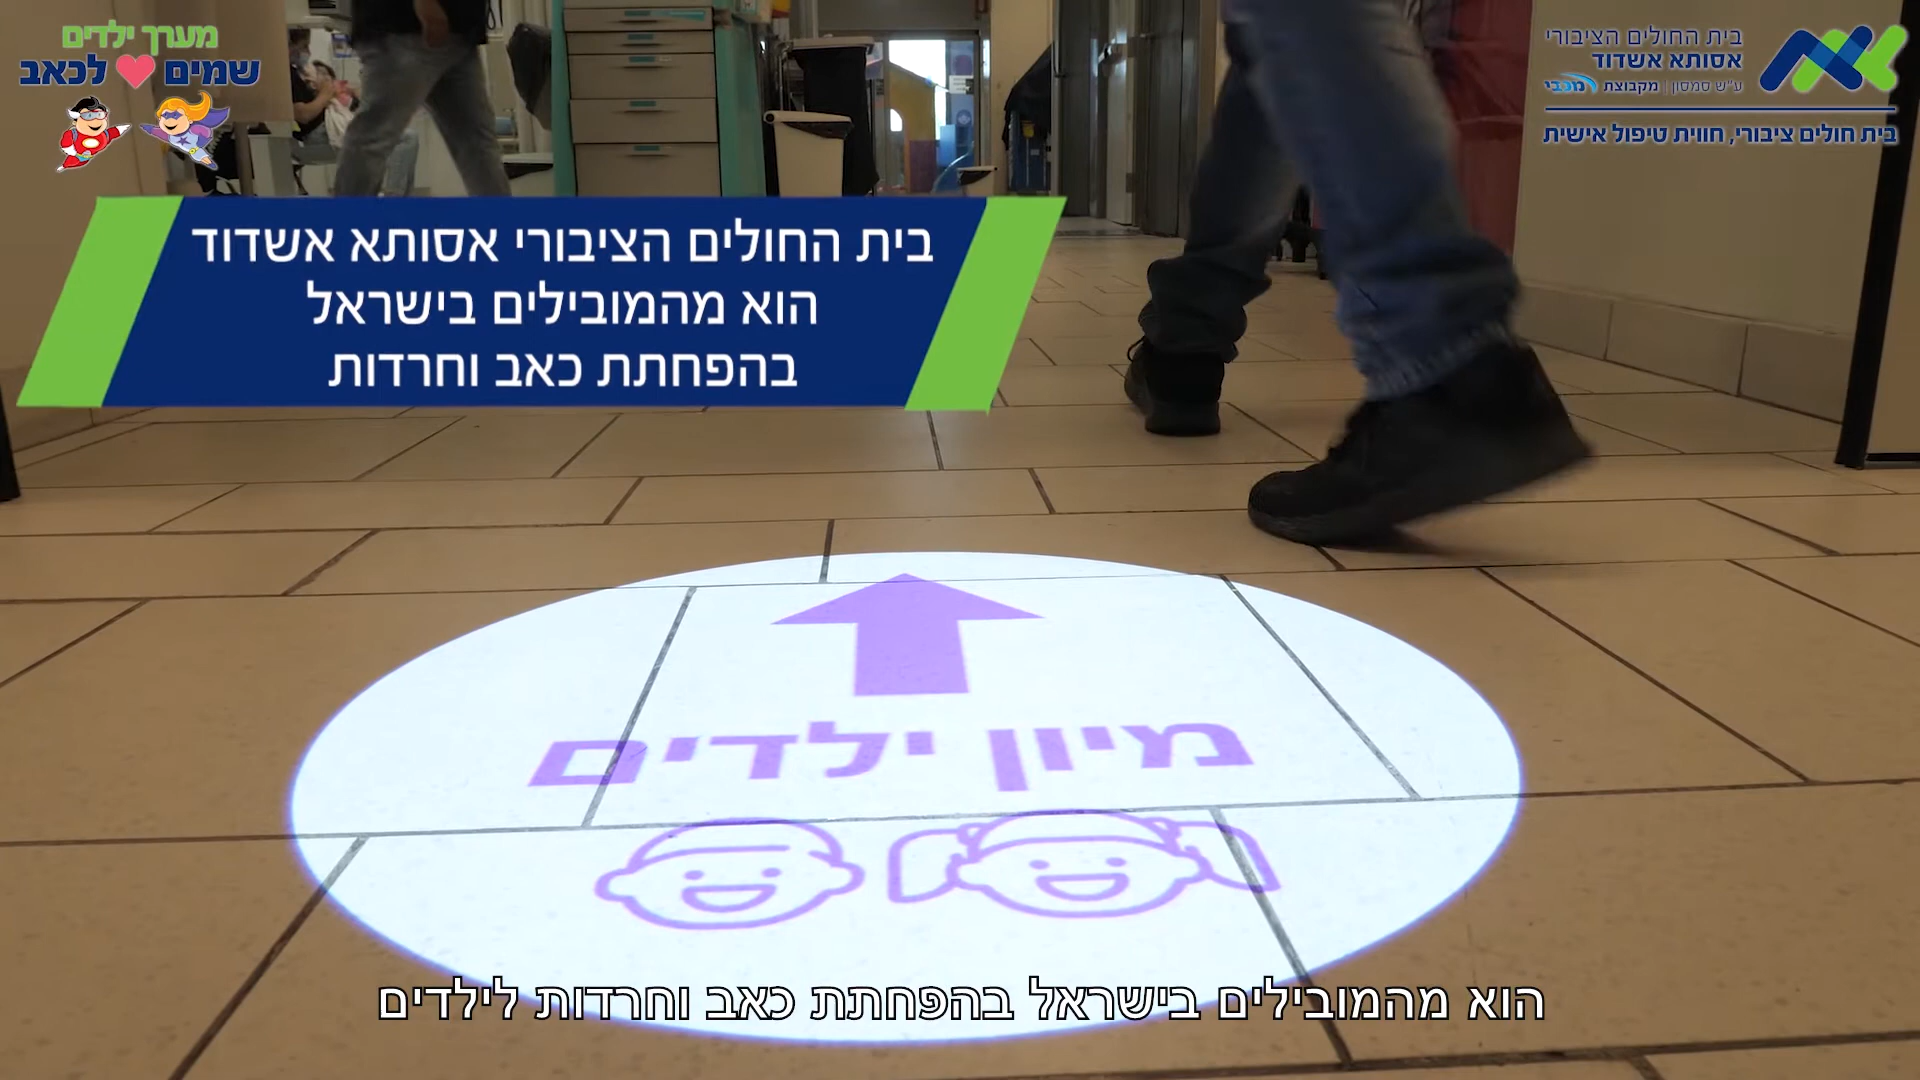 מערך ילדים
שמים לכאב
בית החולים הציבורי
אסותא אשדוד
ע״ש סמסון | מקבוצת מכבי
בית חולים ציבורי, חווית טיפול אישית
בית החולים הציבורי אסותא אשדוד
הוא מהמובילים בישראל
בהפחתת כאב וחרדות
מיון ילדים
הוא מהמובילים בישראל בהפחתת כאב וחרדות לילדים